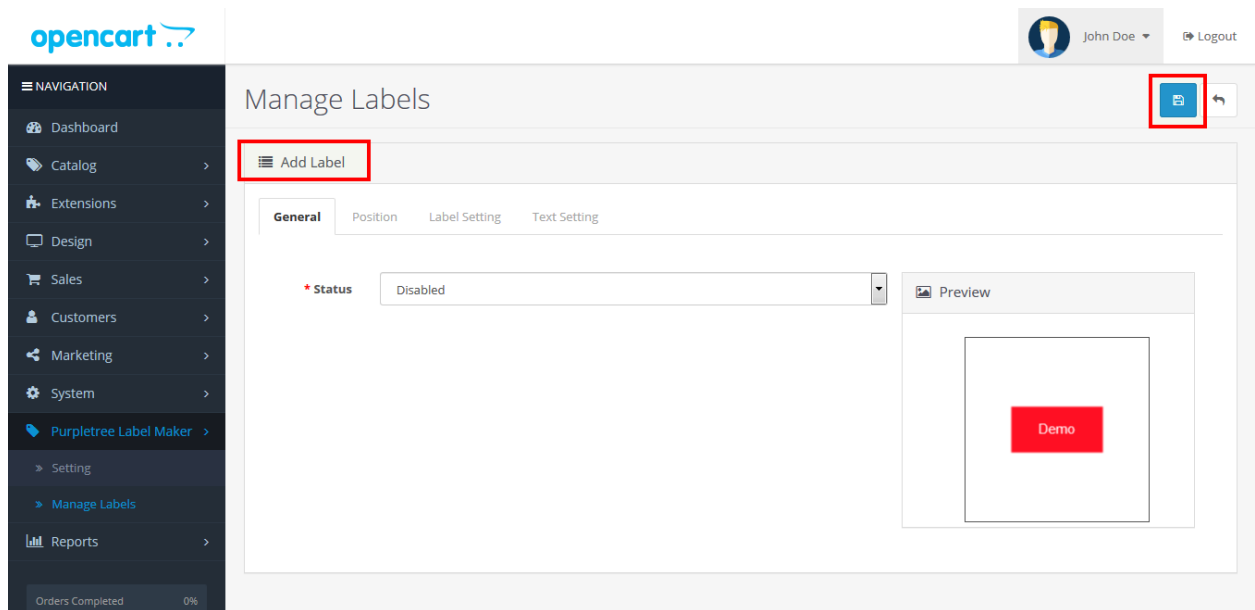 opencart
John Doe
Logout
NAVIGATION
Manage Labels
Dashboard
Catalog
Add Label
Extensions
General Position Label Setting Text Setting
Design
Sales
* Status Disabled
Preview
Customers
Marketing
System
Demo
Purpletree Label Maker
Setting
Manage Labels
Reports
Orders Completed 0%